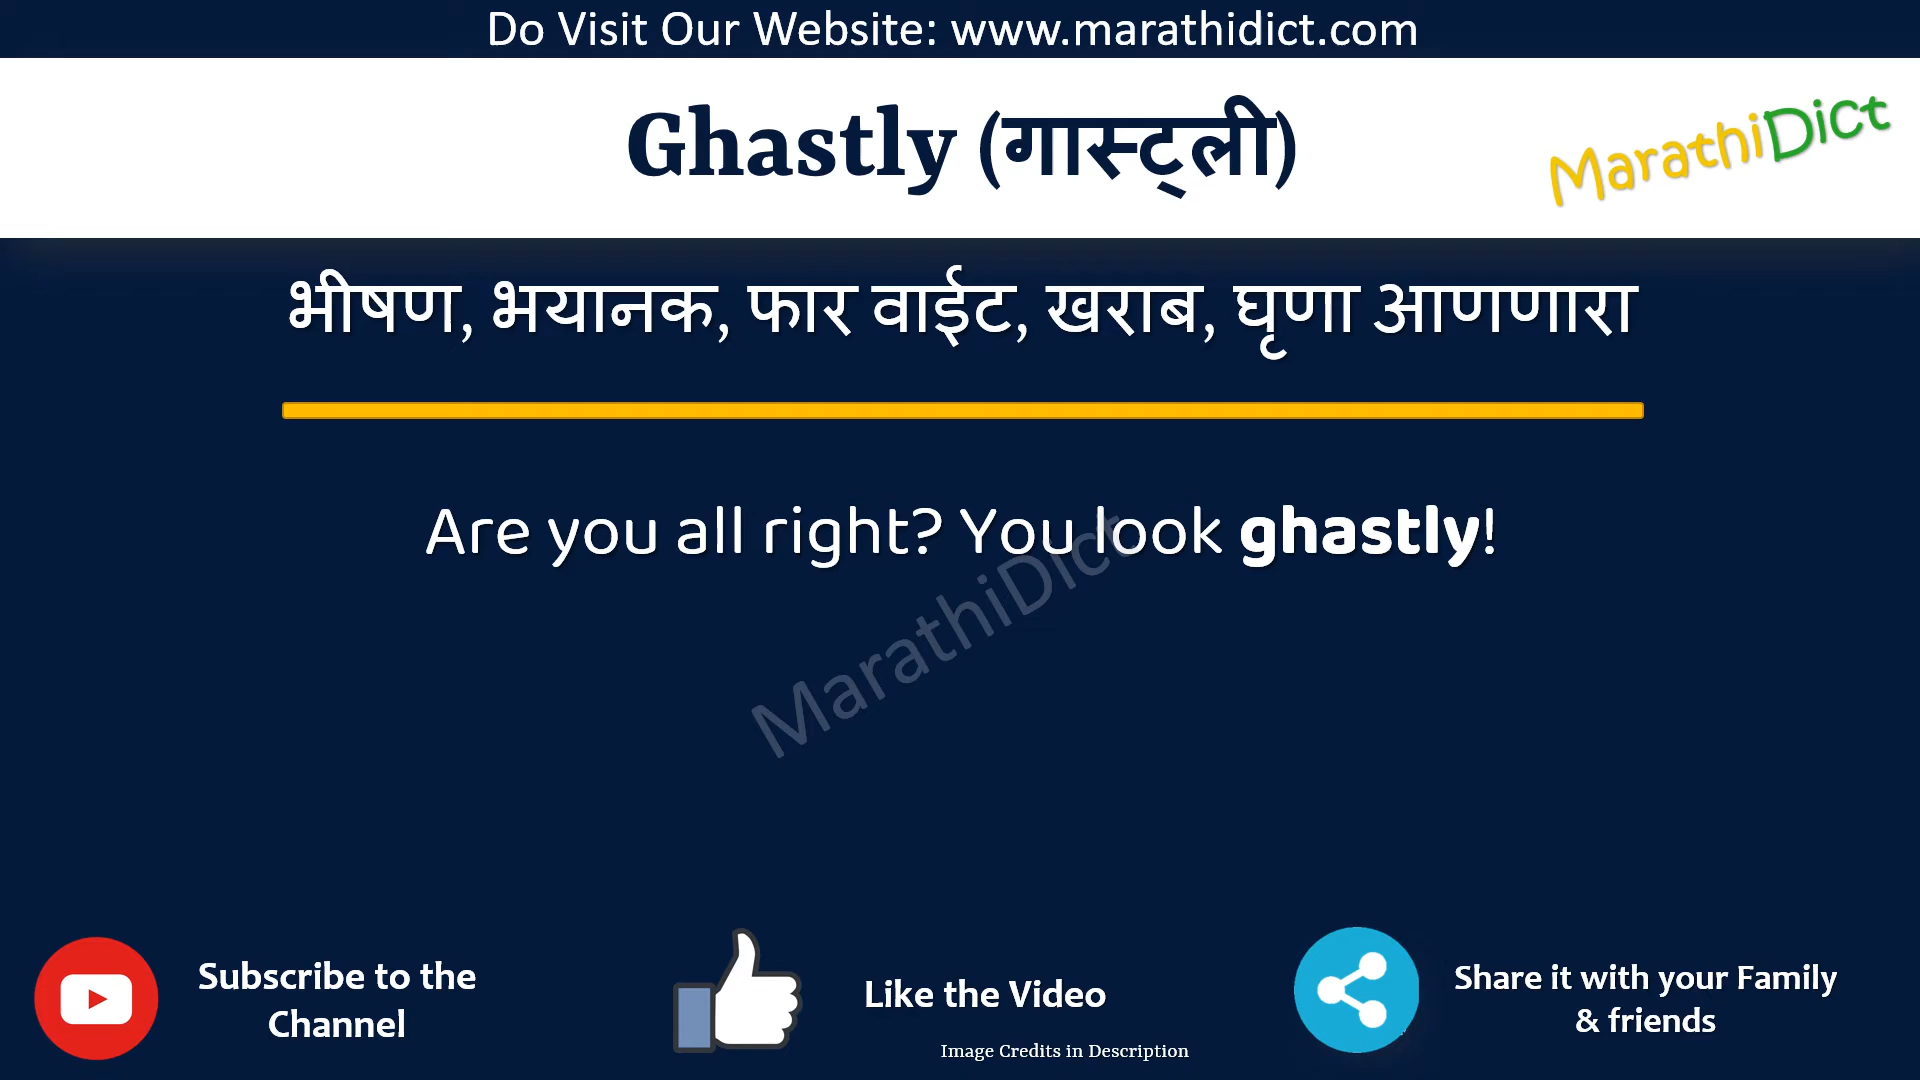 Do Visit Our Website: www.marathidict.com
Ghastly (गास्ट्ली)
MarathiDict
भीषण, भयानक, फार वाईट, खराब, घृणा आणणारा
Are you all right? You look ghastly!
MarathiDict
Subscribe to the
Channel
Like the Video
Share it with your Family
& friends
Image Credits in Description